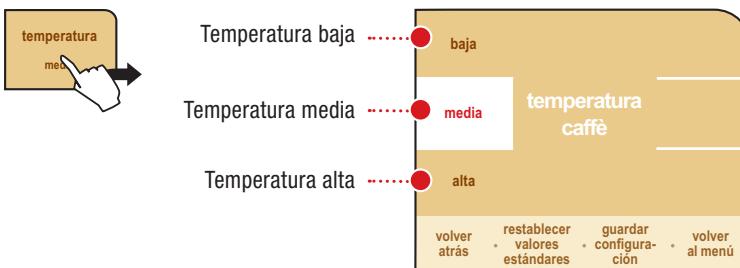 temperatura
Temperatura baja
baja
Temperatura media
media
temperatura
caffè
Temperatura alta
alta
volver
atrás
restablecer
valores
estándares
guardar
configura-
ción
volver
al menú